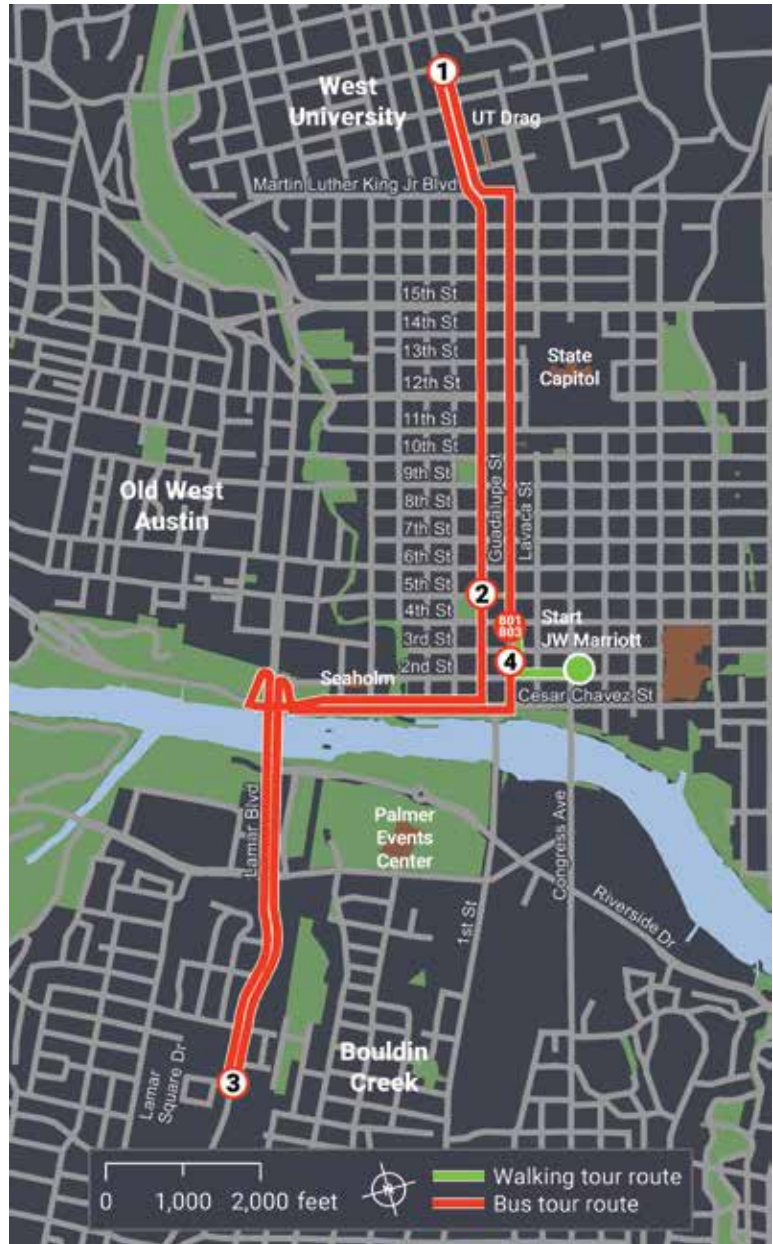 1
West
University
UT Drag
Martin Luther King Jr Blvd
15th St
14th St
13th St
12th St
State
Capitol
11th St
10th St
9th St
8th St
7th St
6th St
5th St
4th St
3rd St
2nd St
Old West
Austin
Guadalupe St
Lavaca St
2
801
803
Start
JW Marriott
4
Seaholm
Cesar Chavez St
Lamar Blvd
Palmer
Events
Center
1st St
Congress Ave
Riverside Dr
Bouldin
Creek
Lamar
Square Dr
3
0 1,000 2,000 feet
N
Walking tour route
Bus tour route